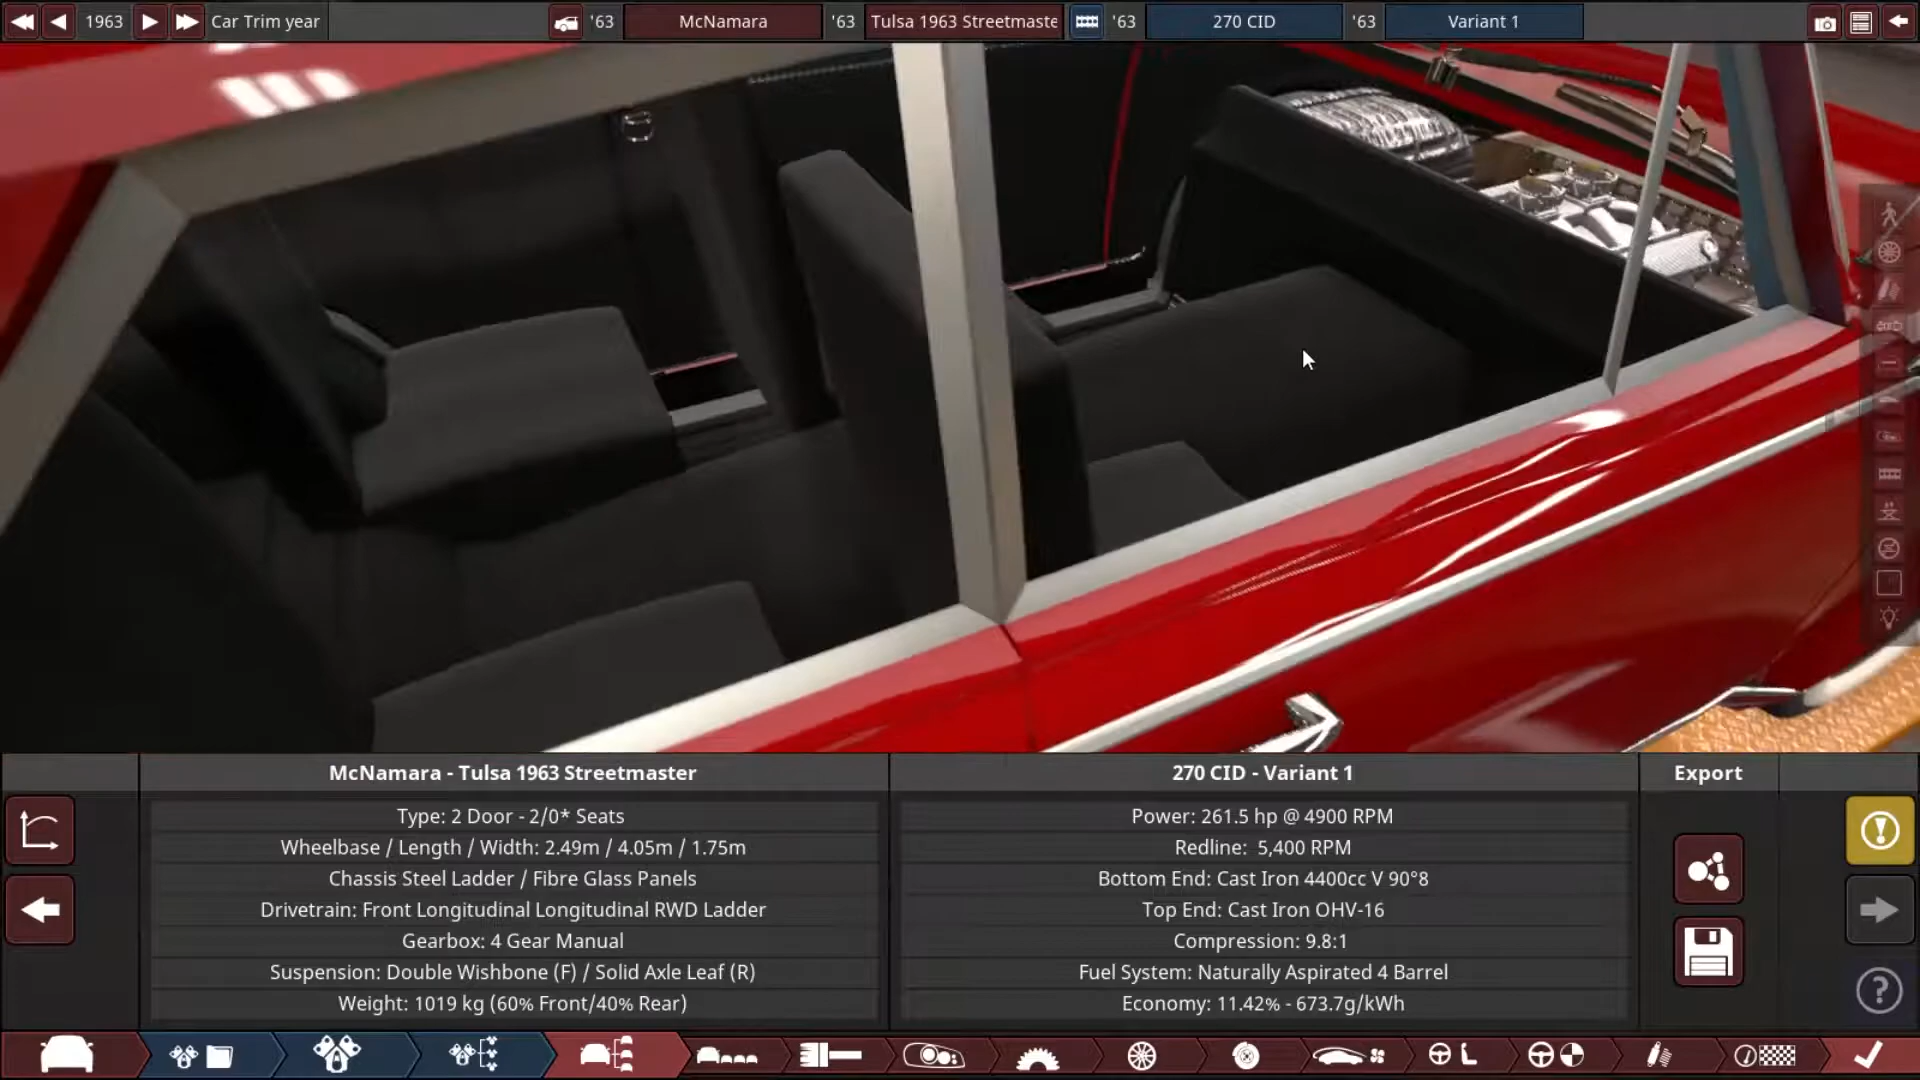 1963 Car Trim year '63 McNamara '63 Tulsa 1963 Streetmaste '63 270 CID '63 Variant 1
McNamara - Tulsa 1963 Streetmaster
Type: 2 Door - 2/0* Seats
Wheelbase / Length / Width: 2.49m / 4.05m / 1.75m
Chassis Steel Ladder / Fibre Glass Panels
Drivetrain: Front Longitudinal Longitudinal RWD Ladder
Gearbox: 4 Gear Manual
Suspension: Double Wishbone (F) / Solid Axle Leaf (R)
Weight: 1019 kg (60% Front/40% Rear)
270 CID - Variant 1
Power: 261.5 hp @ 4900 RPM
Redline: 5,400 RPM
Bottom End: Cast Iron 4400cc V 90°8
Top End: Cast Iron OHV-16
Compression: 9.8:1
Fuel System: Naturally Aspirated 4 Barrel
Economy: 11.42% - 673.7g/kWh
Export